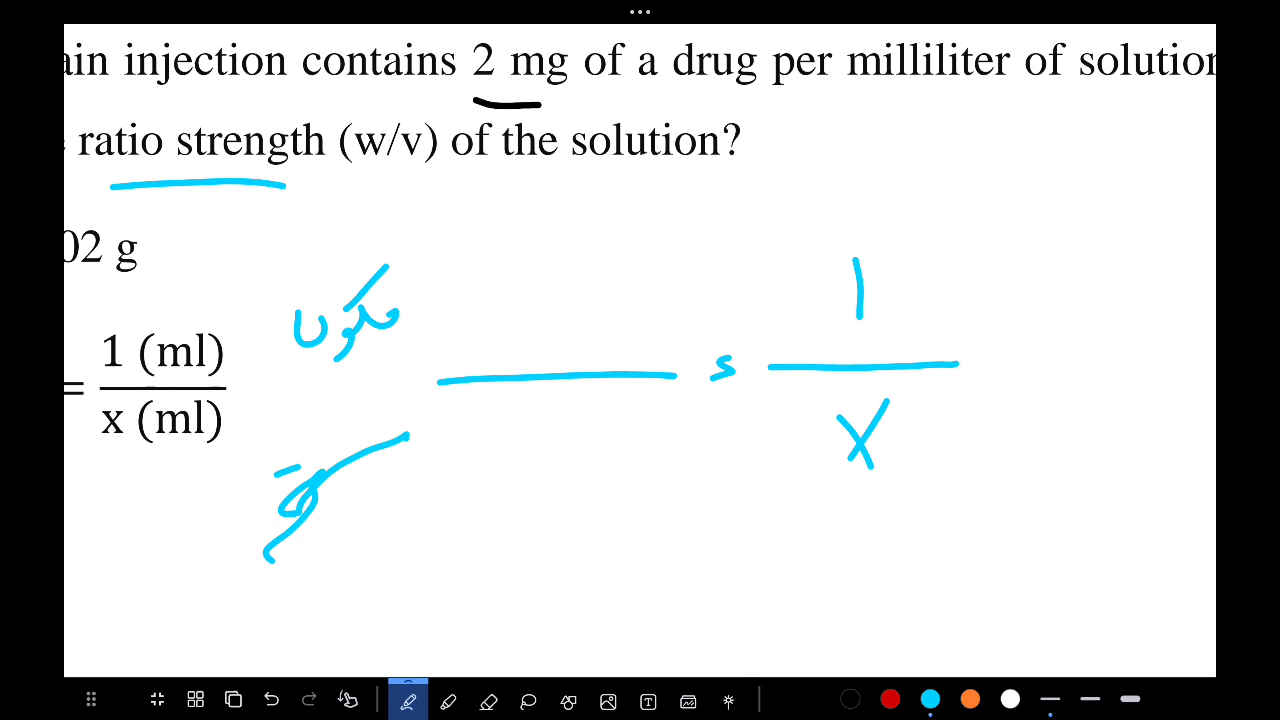 ain injection contains 2 mg of a drug per milliliter of solution
ratio strength (w/v) of the solution?
02 g
= 1 (ml) / x (ml)
مكون
= 1 / X